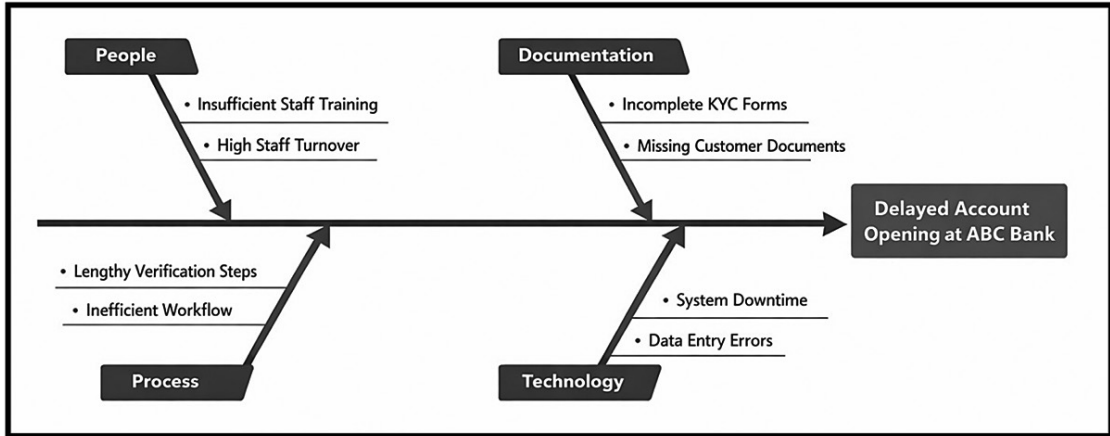 People
• Insufficient Staff Training
• High Staff Turnover
Documentation
• Incomplete KYC Forms
• Missing Customer Documents
Delayed Account
Opening at ABC Bank
• Lengthy Verification Steps
• Inefficient Workflow
Process
• System Downtime
• Data Entry Errors
Technology